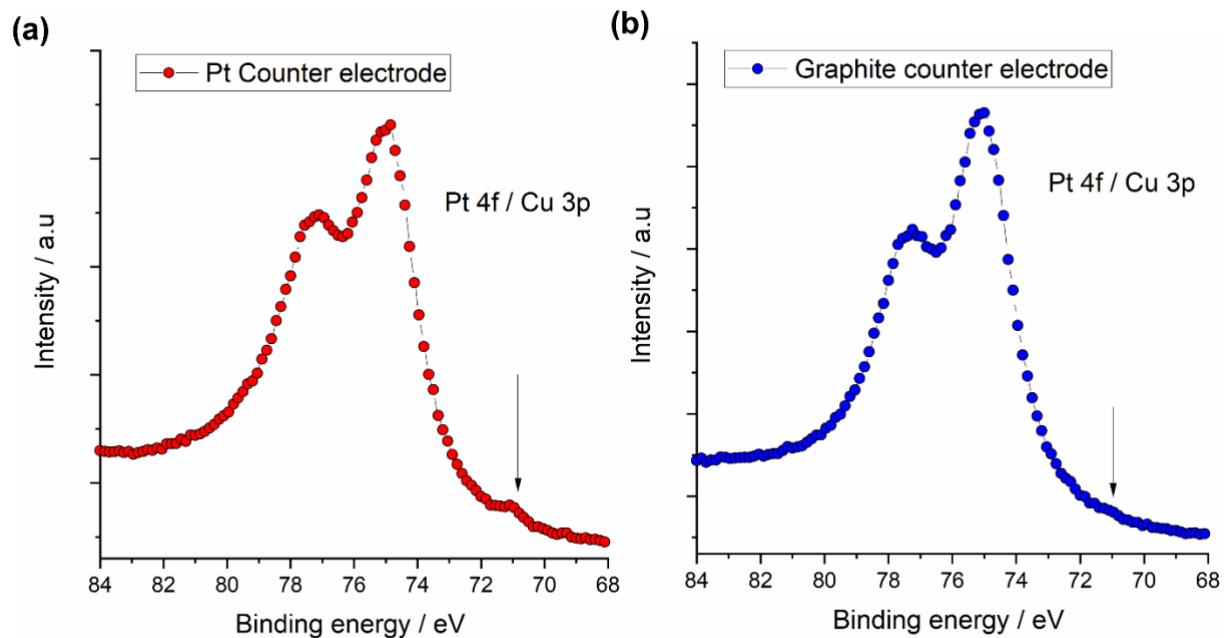 (a)
Pt Counter electrode
Pt 4f / Cu 3p
Intensity / a.u
84 82 80 78 76 74 72 70 68
Binding energy / eV
(b)
Graphite counter electrode
Pt 4f / Cu 3p
Intensity / a.u
84 82 80 78 76 74 72 70 68
Binding energy / eV